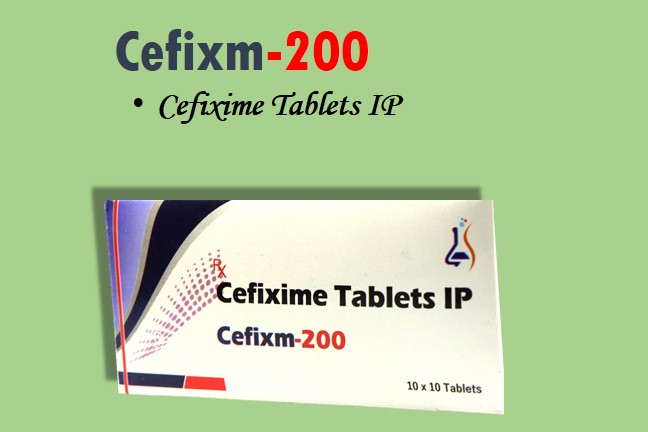 Cefixm-200
• Cefixime Tablets IP
Rx
Cefixime Tablets IP
Cefixm-200
10 x 10 Tablets